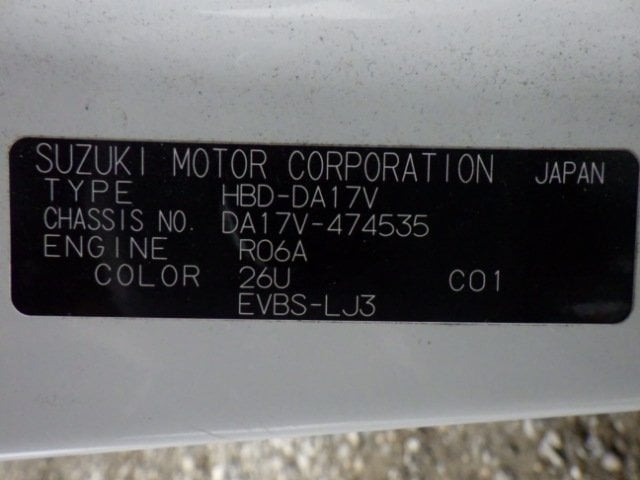 SUZUKI MOTOR CORPORATION JAPAN
TYPE HBD-DA17V
CHASSIS NO. DA17V-474535
ENGINE R06A
COLOR 26U C01
EVBS-LJ3